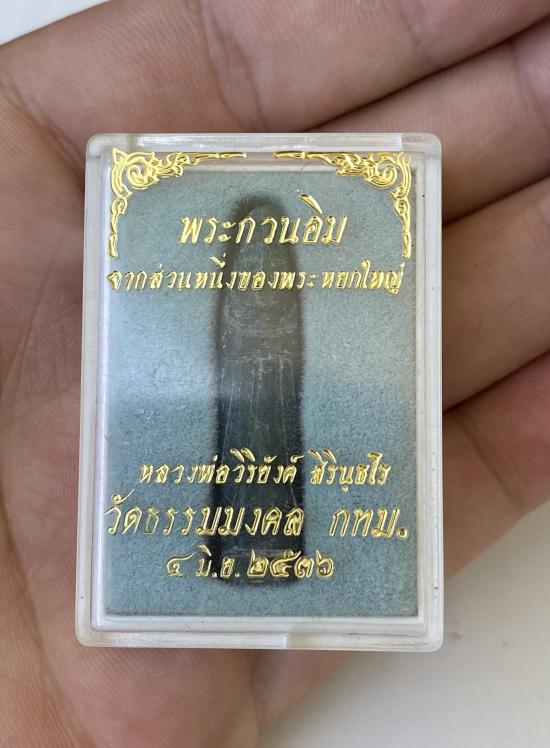 พระกวนอิม
จากส่วนหนึ่งของพระหยกใหญ่
หลวงพ่อวิริยังค์ สิรินฺธโร
วัดธรรมมงคล กทม.
๔ มิ.ย. ๒๕๓๖